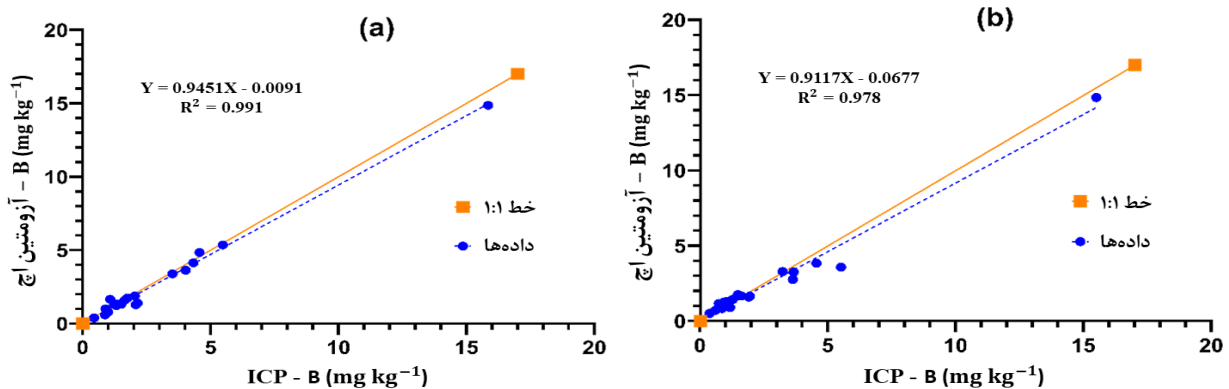 (a)
Y = 0.9451X - 0.0091
R² = 0.991
آزومتین اچ – B (mg kg⁻¹)
20
15
10
5
0
خط ۱:۱
داده‌ها
0 5 10 15 20
ICP - B (mg kg⁻¹)
(b)
Y = 0.9117X - 0.0677
R² = 0.978
آزومتین اچ – B (mg kg⁻¹)
20
15
10
5
0
خط ۱:۱
داده‌ها
0 5 10 15 20
ICP - B (mg kg⁻¹)